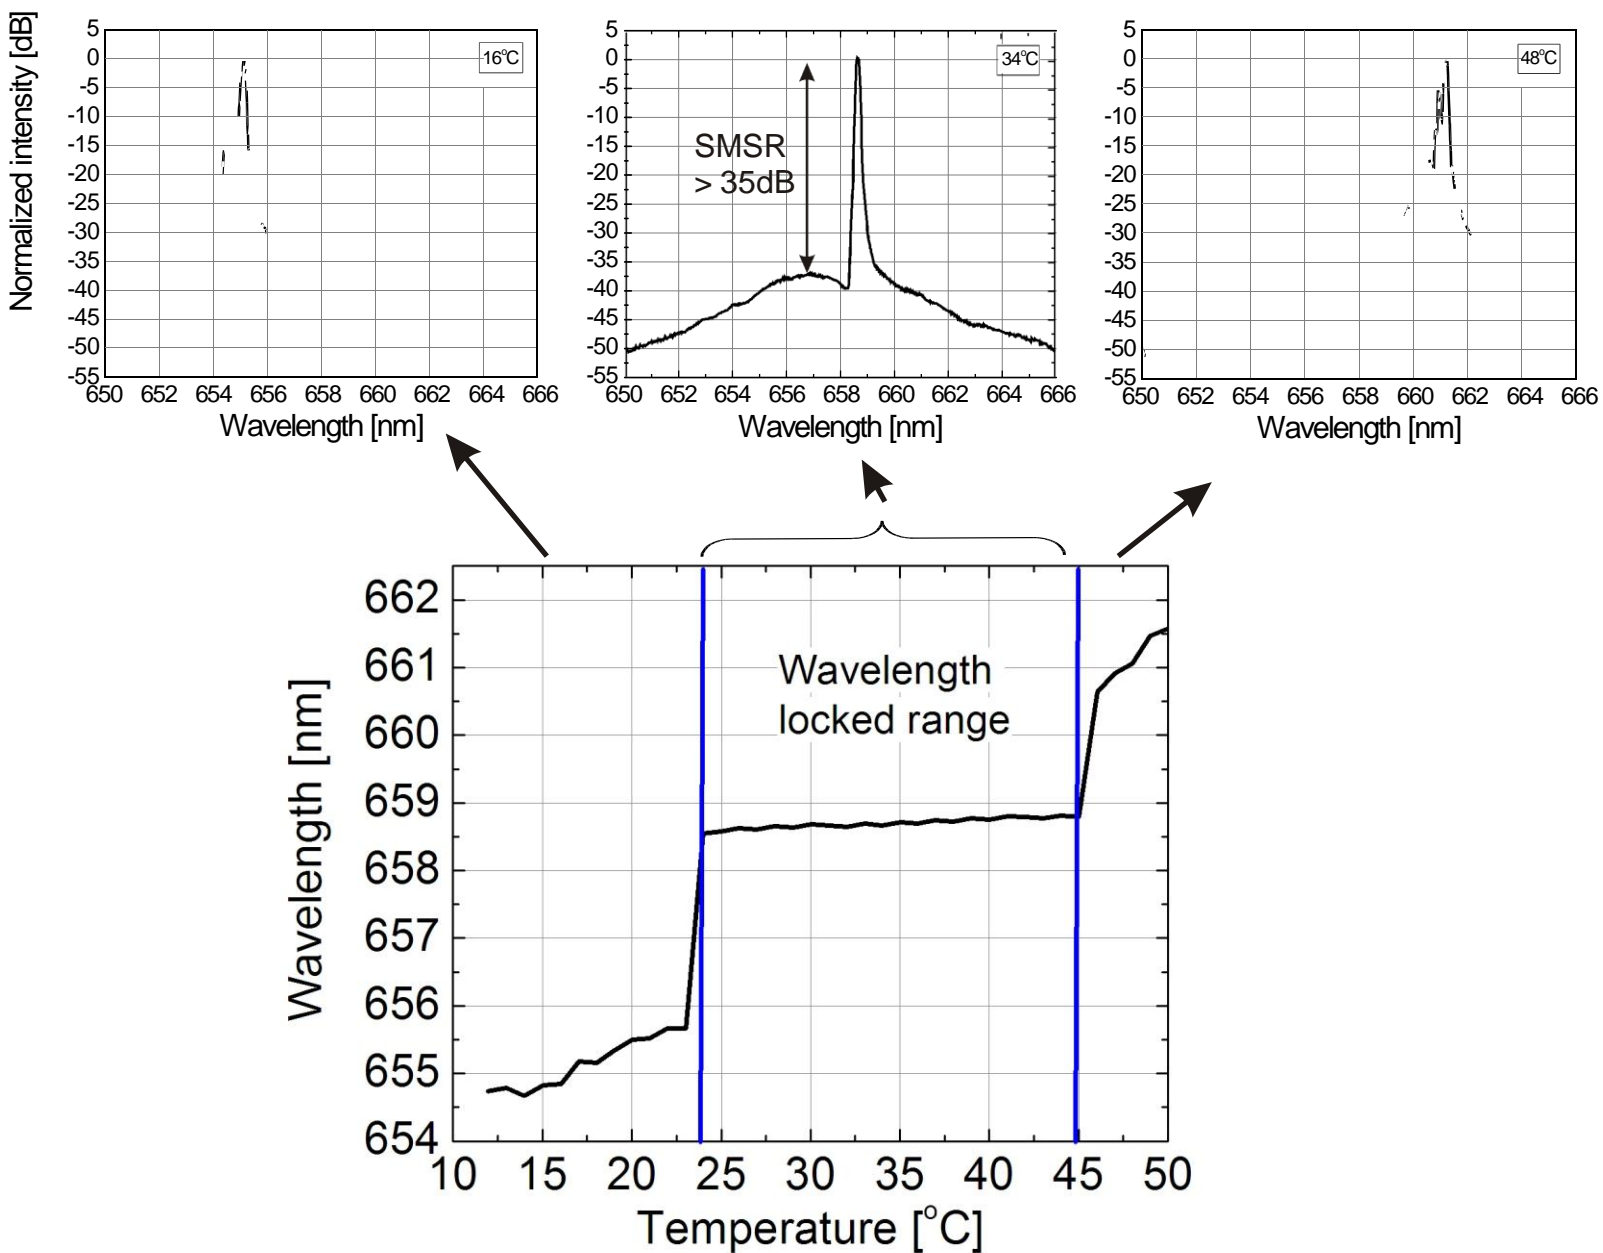 Normalized intensity [dB]
5
0
-5
-10
-15
-20
-25
-30
-35
-40
-45
-50
-55
16°C
650 652 654 656 658 660 662 664 666
Wavelength [nm]
5
0
-5
-10
-15
-20
-25
-30
-35
-40
-45
-50
-55
34°C
SMSR
> 35dB
650 652 654 656 658 660 662 664 666
Wavelength [nm]
5
0
-5
-10
-15
-20
-25
-30
-35
-40
-45
-50
-55
48°C
650 652 654 656 658 660 662 664 666
Wavelength [nm]
Wavelength [nm]
662
661
660
659
658
657
656
655
654
Wavelength
locked range
10 15 20 25 30 35 40 45 50
Temperature [°C]